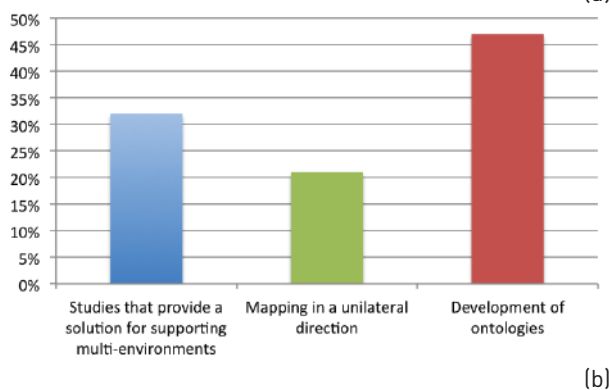 50%
45%
40%
35%
30%
25%
20%
15%
10%
5%
0%
Studies that provide a
solution for supporting
multi-environments
Mapping in a unilateral
direction
Development of
ontologies
(b)